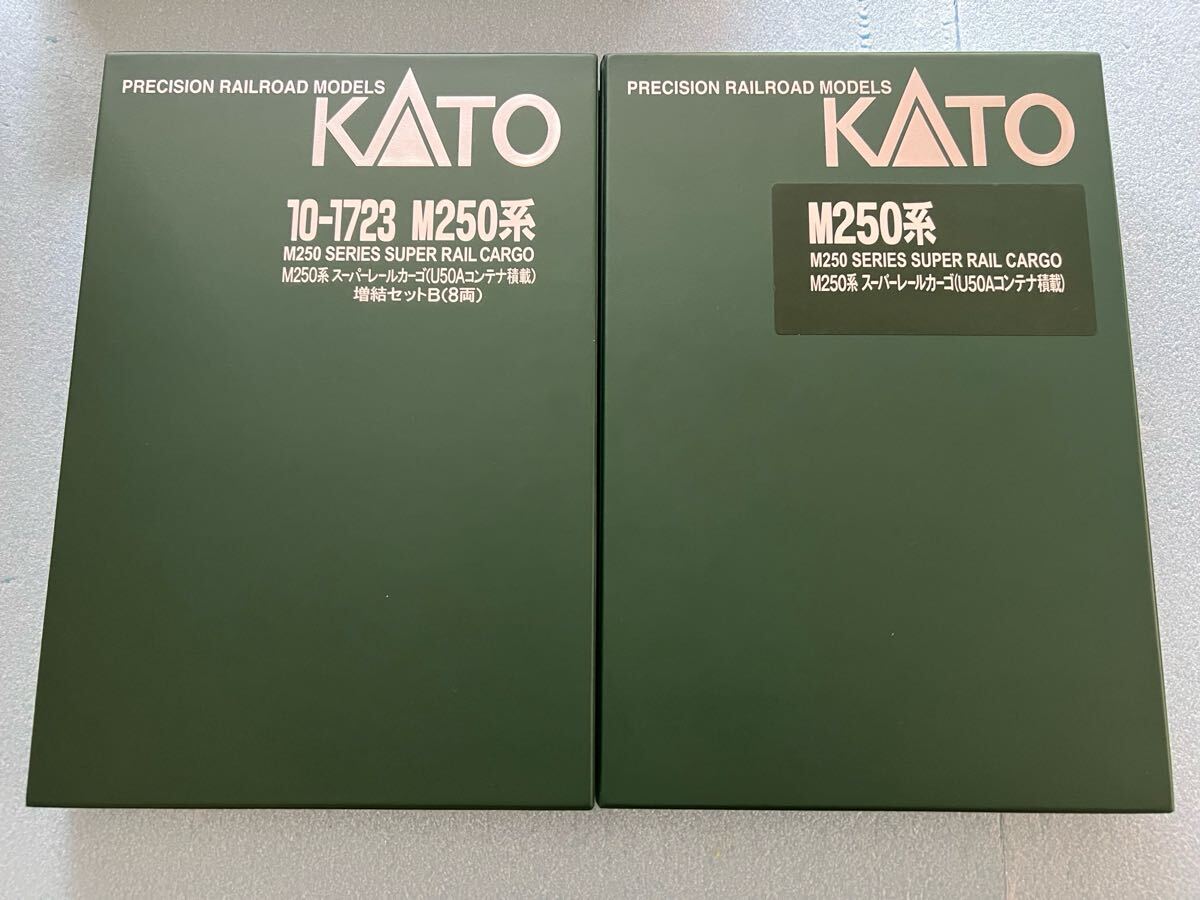 PRECISION RAILROAD MODELS
KATO
10-1723 M250系
M250 SERIES SUPER RAIL CARGO
M250系 スーパーレールカーゴ(U50Aコンテナ積載)
増結セットB(8両)
PRECISION RAILROAD MODELS
KATO
M250系
M250 SERIES SUPER RAIL CARGO
M250系 スーパーレールカーゴ(U50Aコンテナ積載)